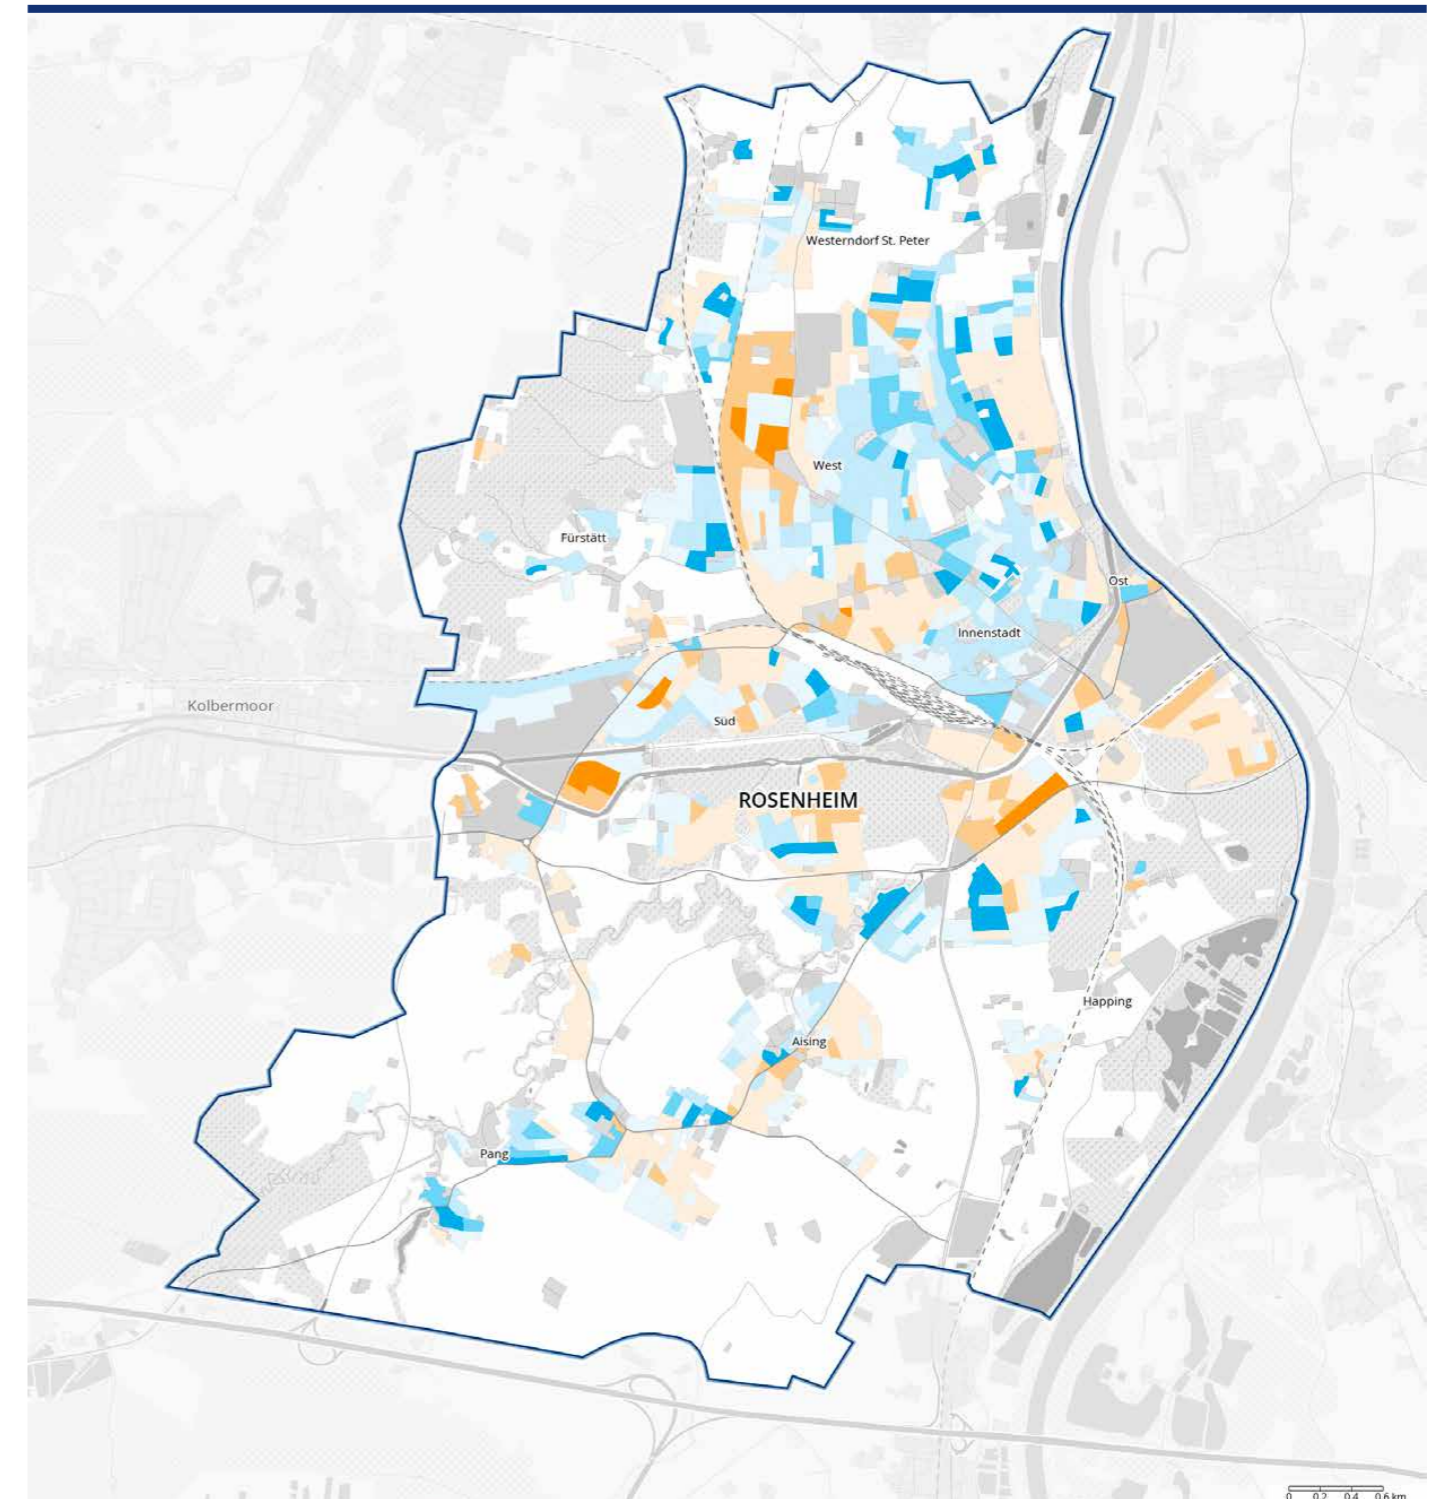 Westerndorf St. Peter
West
Fürstätt
Ost
Innenstadt
Kolbermoor
Süd
ROSENHEIM
Happing
Aising
Pang
0 0.2 0.4 0.6 km